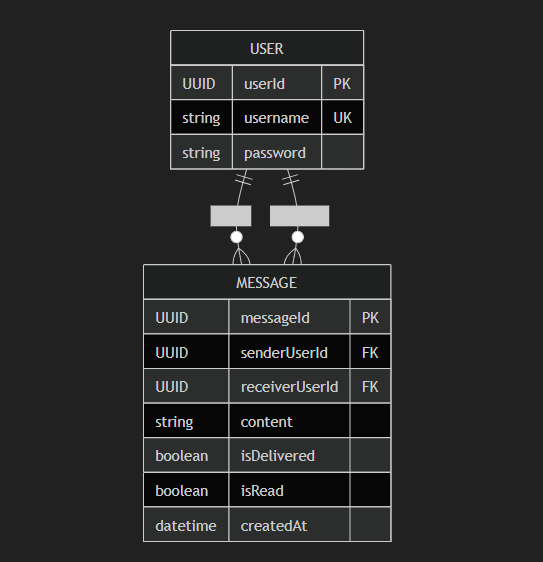 USER
UUID userId PK
string username UK
string password
MESSAGE
UUID messageId PK
UUID senderUserId FK
UUID receiverUserId FK
string content
boolean isDelivered
boolean isRead
datetime createdAt